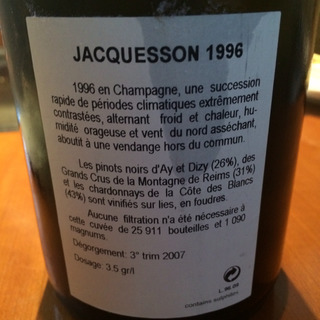 JACQUESSON 1996
1996 en Champagne, une succession
rapide de périodes climatiques extrêmement
contrastées, alternant froid et chaleur, hu-
midité orageuse et vent du nord asséchant,
aboutit à une vendange hors du commun.
Les pinots noirs d'Ay et Dizy (26%), des
Grands Crus de la Montagne de Reims (31%)
et les chardonnays de la Côte des Blancs
(43%) sont vinifiés sur lies, en foudres.
Aucune filtration n'a été nécessaire à
cette cuvée de 25 911 bouteilles et 1 090
magnums.
Dégorgement: 3° trim 2007
Dosage: 3.5 gr/l
contains sulphites